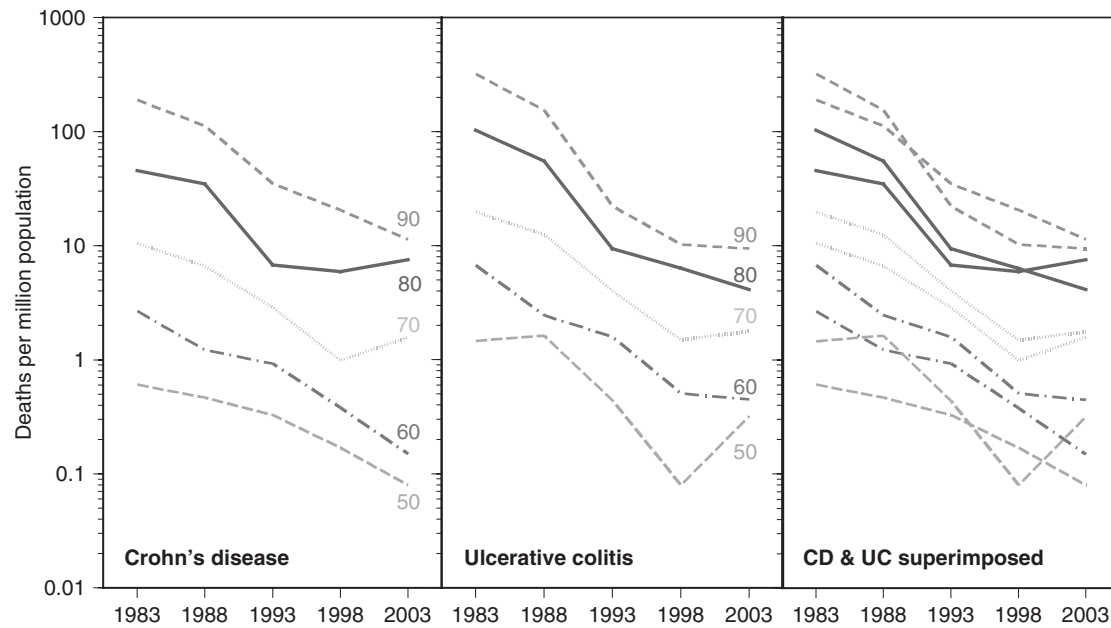 Deaths per million population
1000
100
10
1
0.1
0.01
90
80
70
60
50
Crohn's disease
1983 1988 1993 1998 2003
90
80
70
60
50
Ulcerative colitis
1983 1988 1993 1998 2003
CD & UC superimposed
1983 1988 1993 1998 2003